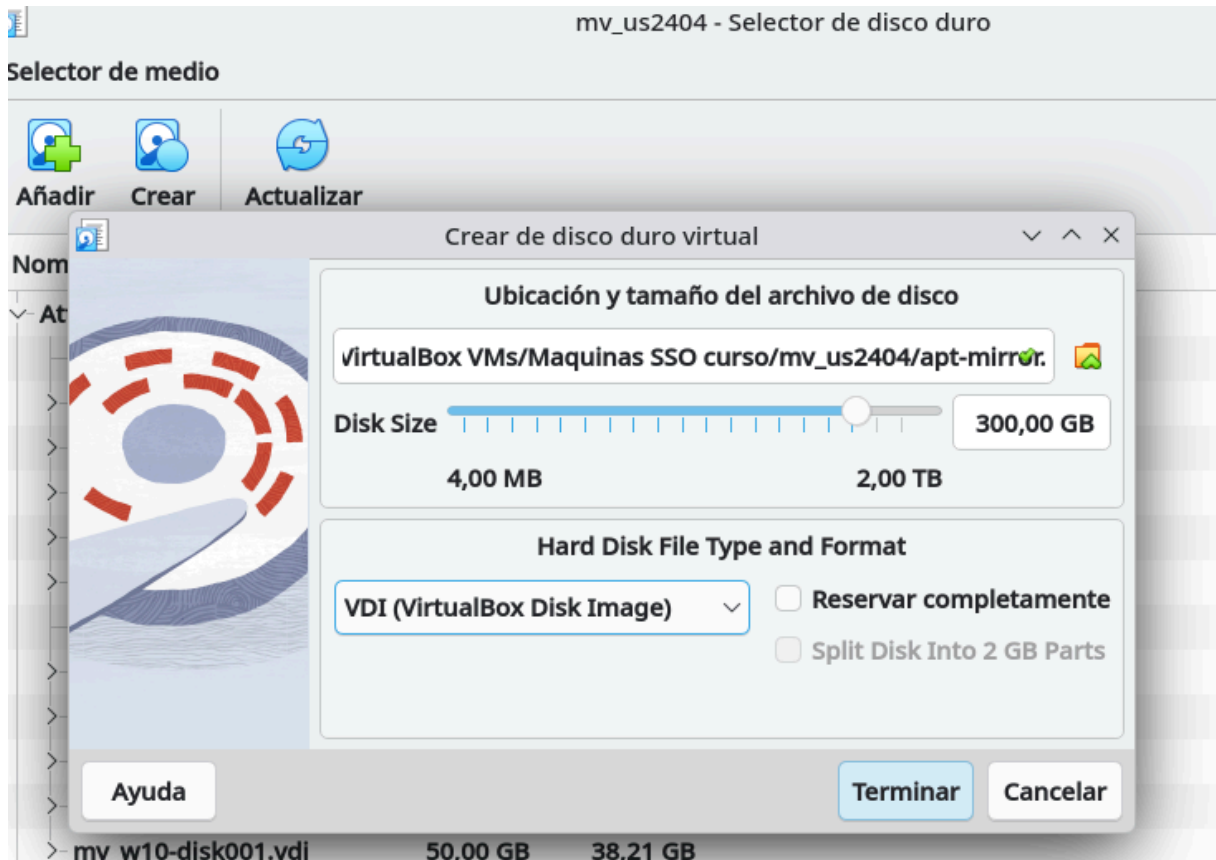 mv_us2404 - Selector de disco duro
Selector de medio
Añadir Crear Actualizar
Crear de disco duro virtual
Nom
Ubicación y tamaño del archivo de disco
At
VirtualBox VMs/Maquinas SSO curso/mv_us2404/apt-mirror.
Disk Size 300,00 GB
4,00 MB 2,00 TB
Hard Disk File Type and Format
VDI (VirtualBox Disk Image) Reservar completamente
Split Disk Into 2 GB Parts
Ayuda Terminar Cancelar
mv_w10-disk001.vdi 50,00 GB 38,21 GB